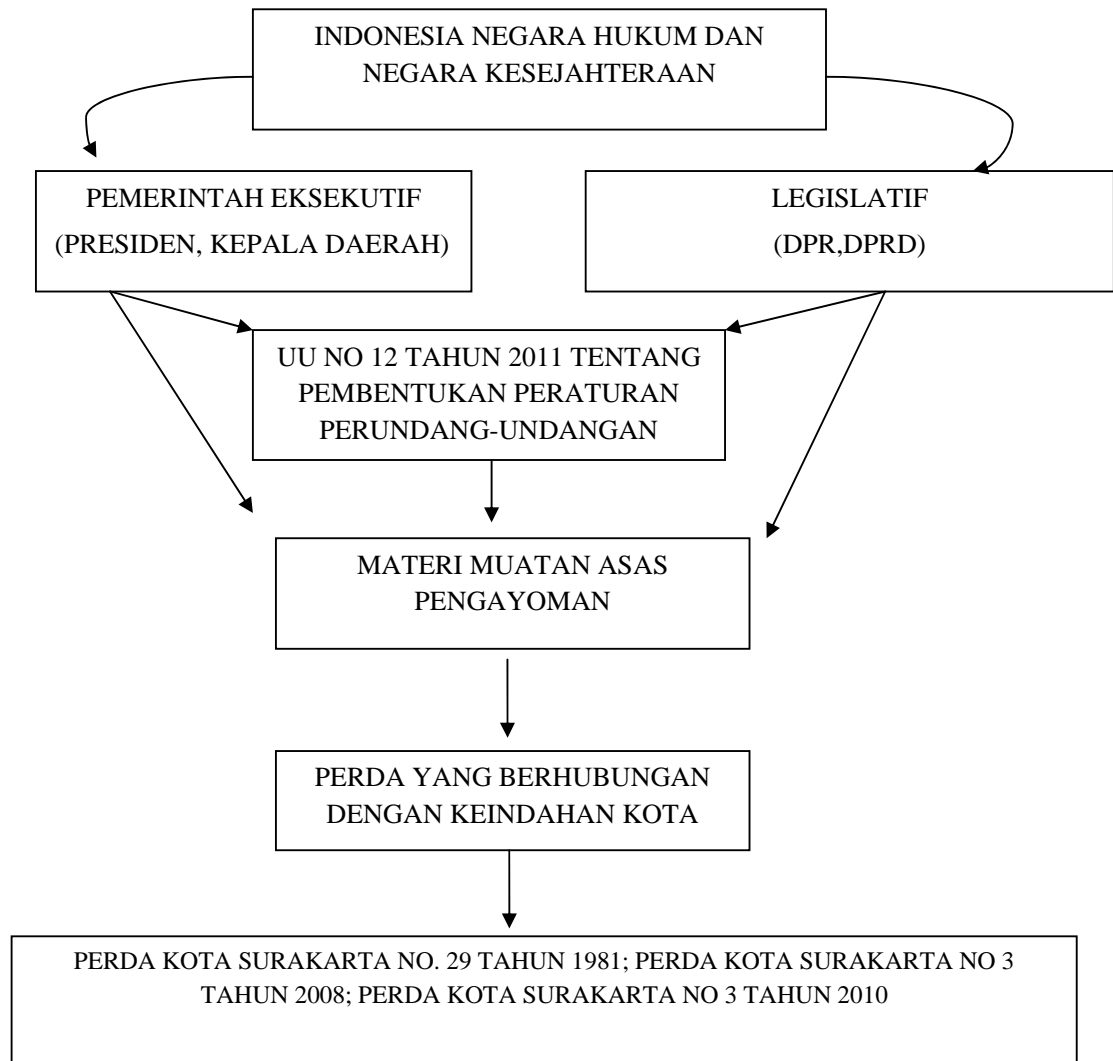 INDONESIA NEGARA HUKUM DAN
NEGARA KESEJAHTERAAN
PEMERINTAH EKSEKUTIF
(PRESIDEN, KEPALA DAERAH)
LEGISLATIF
(DPR,DPRD)
UU NO 12 TAHUN 2011 TENTANG
PEMBENTUKAN PERATURAN
PERUNDANG-UNDANGAN
MATERI MUATAN ASAS
PENGAYOMAN
PERDA YANG BERHUBUNGAN
DENGAN KEINDAHAN KOTA
PERDA KOTA SURAKARTA NO. 29 TAHUN 1981; PERDA KOTA SURAKARTA NO 3
TAHUN 2008; PERDA KOTA SURAKARTA NO 3 TAHUN 2010